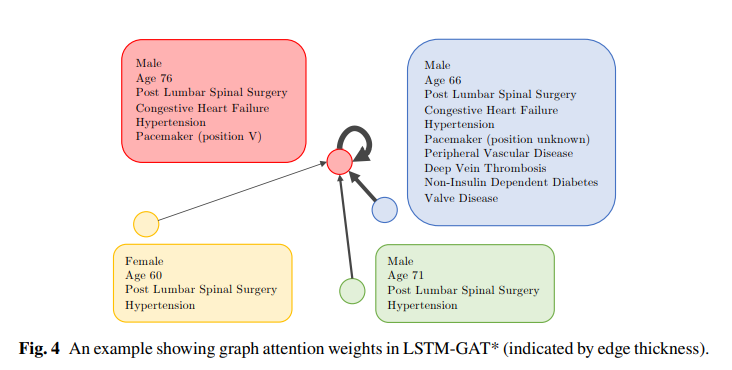 Male
Age 76
Post Lumbar Spinal Surgery
Congestive Heart Failure
Hypertension
Pacemaker (position V)
Male
Age 66
Post Lumbar Spinal Surgery
Congestive Heart Failure
Hypertension
Pacemaker (position unknown)
Peripheral Vascular Disease
Deep Vein Thrombosis
Non-Insulin Dependent Diabetes
Valve Disease
Female
Age 60
Post Lumbar Spinal Surgery
Hypertension
Male
Age 71
Post Lumbar Spinal Surgery
Hypertension
Fig. 4 An example showing graph attention weights in LSTM-GAT* (indicated by edge thickness).